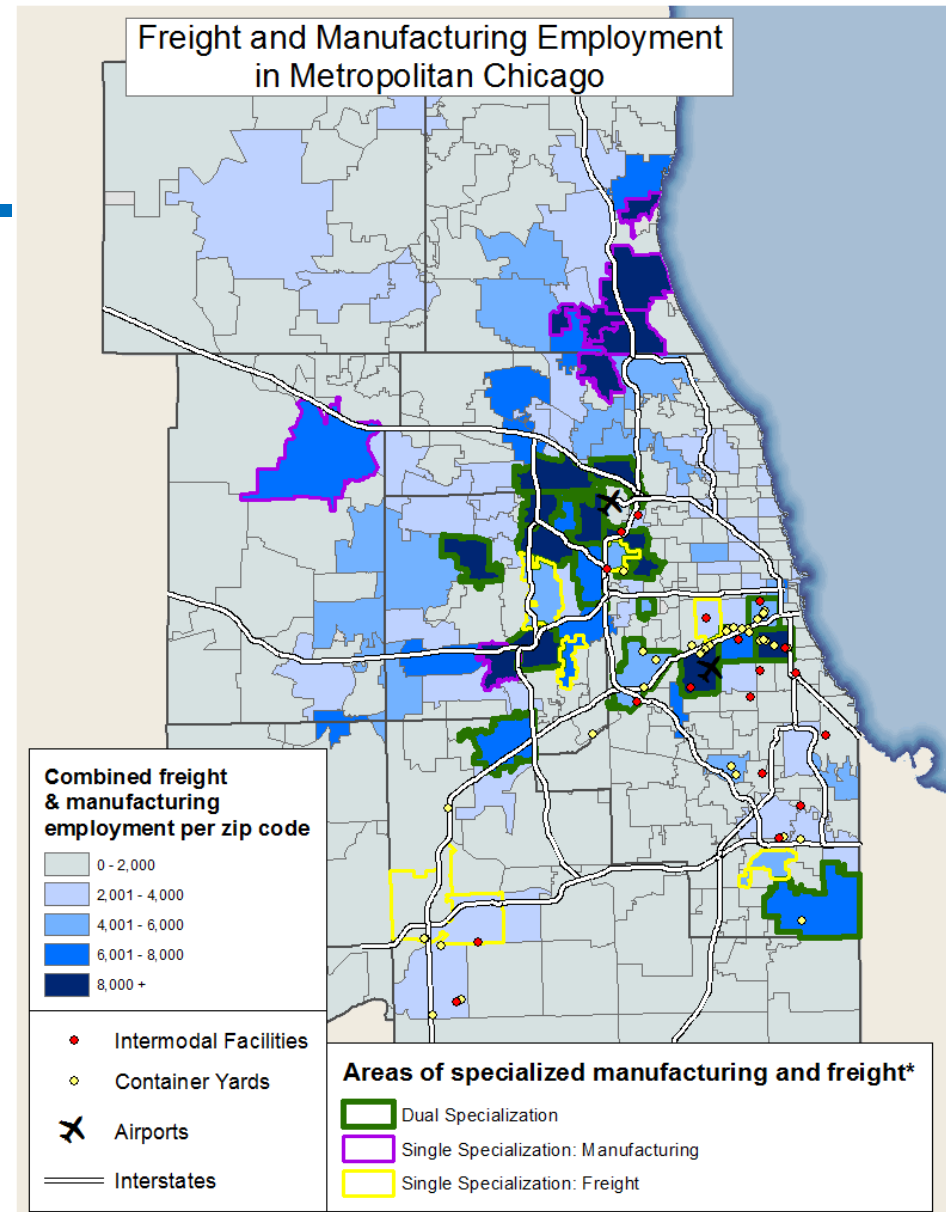 Freight and Manufacturing Employment
in Metropolitan Chicago
Combined freight
& manufacturing
employment per zip code
0 - 2,000
2,001 - 4,000
4,001 - 6,000
6,001 - 8,000
8,000 +
Intermodal Facilities
Container Yards
Airports
Interstates
Areas of specialized manufacturing and freight*
Dual Specialization
Single Specialization: Manufacturing
Single Specialization: Freight